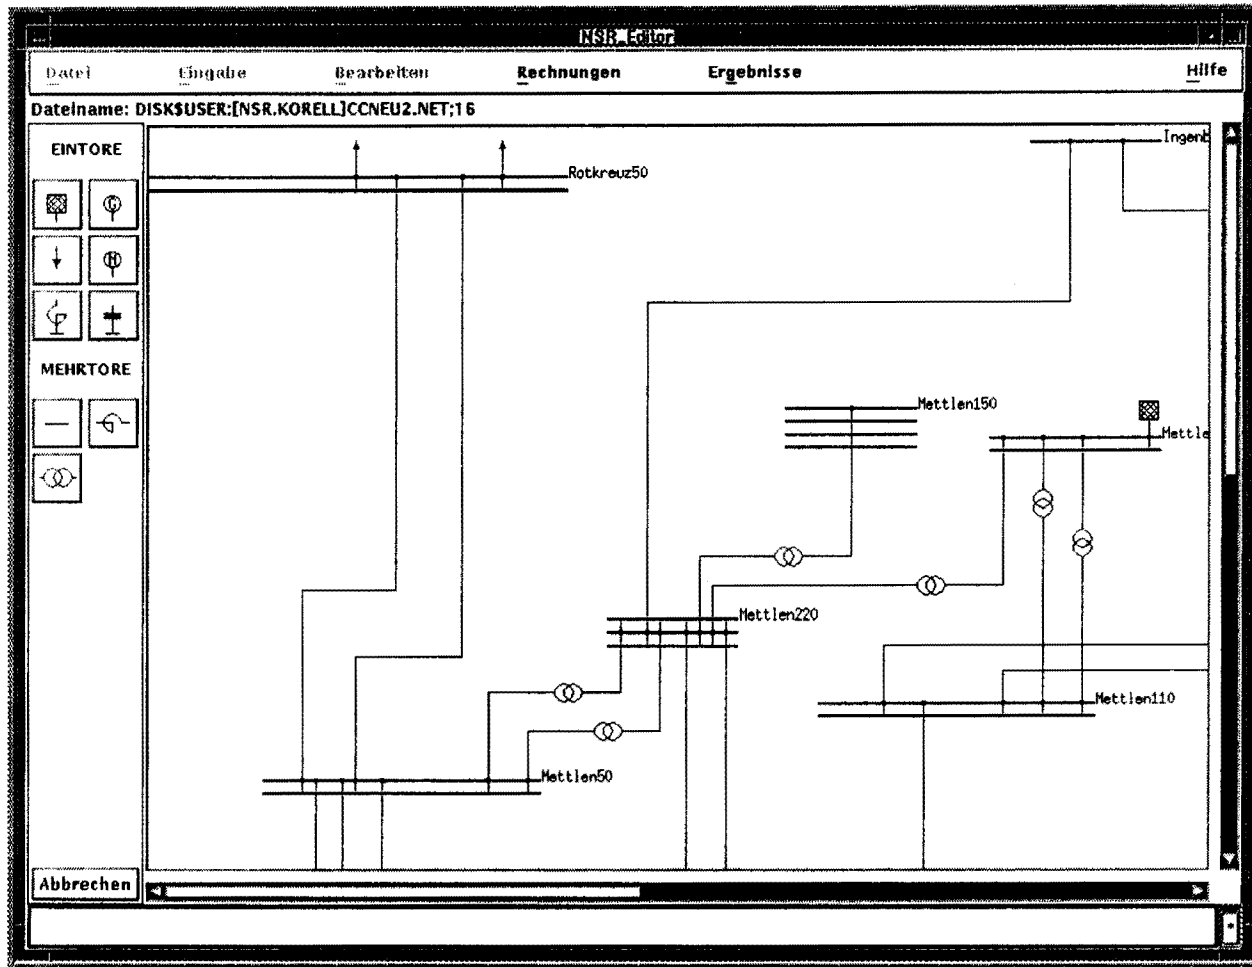 NSR_Editor
Datei Eingabe Bearbeiten Rechnungen Ergebnisse Hilfe
Dateiname: DISK$USER:[NSR.KORELL]CCNEU2.NET;16
EINTORE
G
MEHRTORE
Abbrechen
Rotkreuz50
Mettlen150
Mettlen220
Mettlen110
Mettlen50